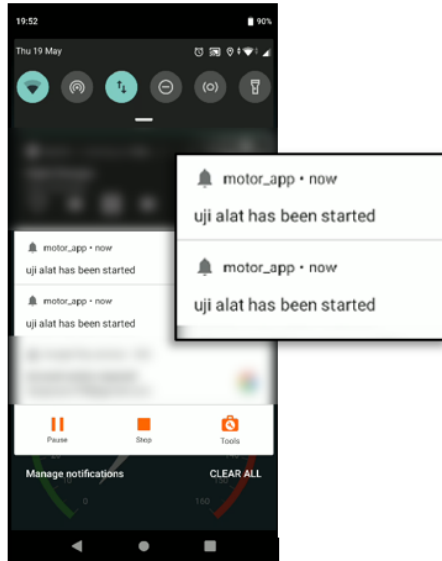 19:52
90%
Thu 19 May
motor_app • now
uji alat has been started
motor_app • now
uji alat has been started
motor_app • now
uji alat has been started
motor_app • now
uji alat has been started
Pause
Stop
Tools
Manage notifications
CLEAR ALL
0
160